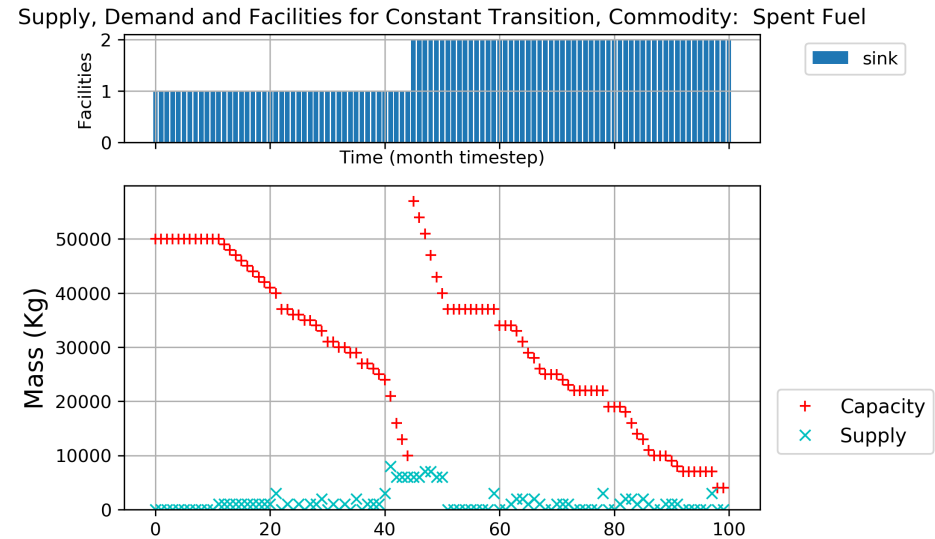 Supply, Demand and Facilities for Constant Transition, Commodity: Spent Fuel
2
1
0
Facilities
sink
Time (month timestep)
50000
40000
30000
20000
10000
0
Mass (Kg)
Capacity
Supply
0 20 40 60 80 100